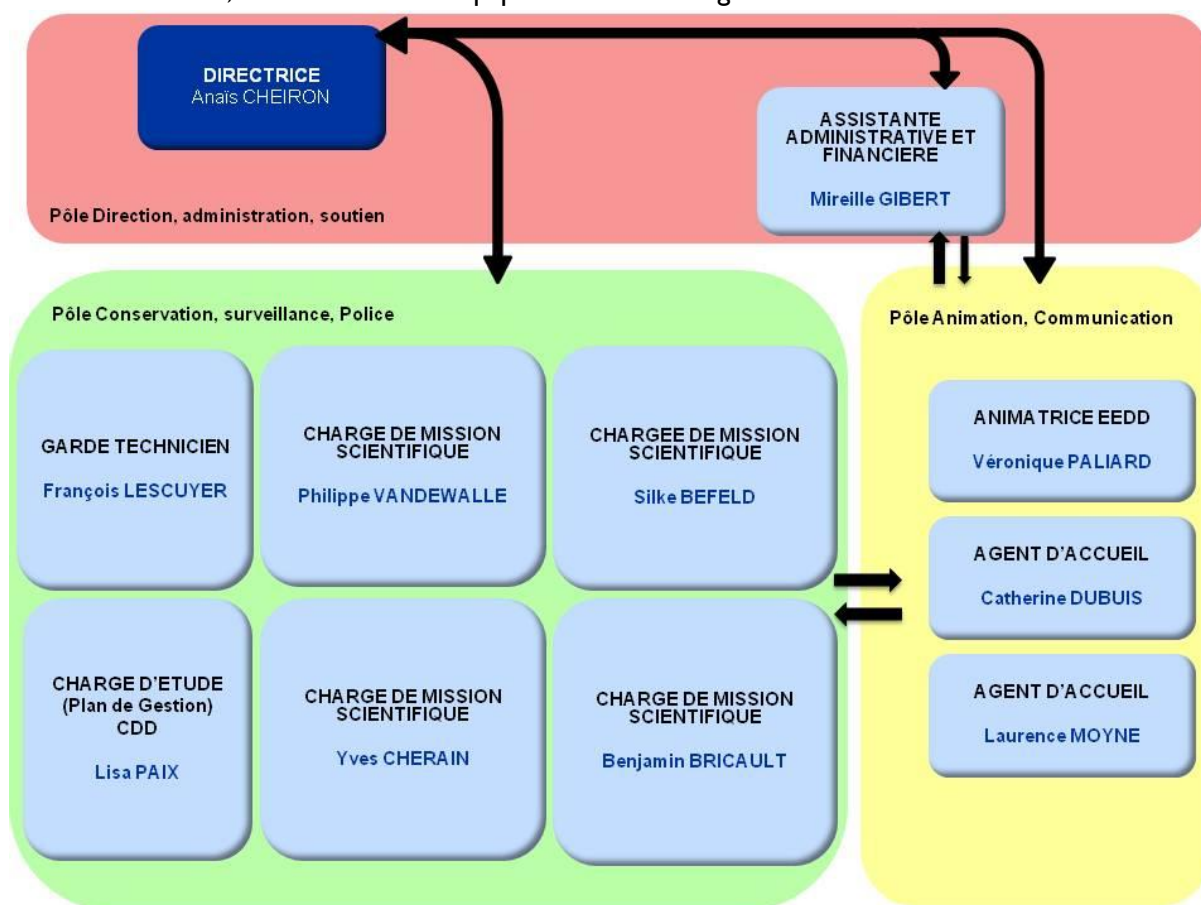 DIRECTRICE
Anaïs CHEIRON
ASSISTANTE
ADMINISTRATIVE ET
FINANCIERE
Mireille GIBERT
Pôle Direction, administration, soutien
Pôle Conservation, surveillance, Police
Pôle Animation, Communication
GARDE TECHNICIEN
François LESCUYER
CHARGE DE MISSION
SCIENTIFIQUE
Philippe VANDEWALLE
CHARGEE DE MISSION
SCIENTIFIQUE
Silke BEFELD
ANIMATRICE EEDD
Véronique PALIARD
AGENT D'ACCUEIL
Catherine DUBUIS
CHARGE D'ETUDE
(Plan de Gestion)
CDD
Lisa PAIX
CHARGE DE MISSION
SCIENTIFIQUE
Yves CHERAIN
CHARGE DE MISSION
SCIENTIFIQUE
Benjamin BRICAULT
AGENT D'ACCUEIL
Laurence MOYNE